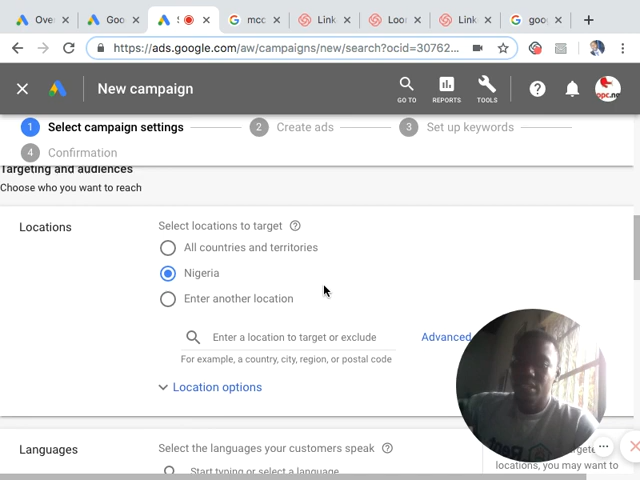 Ove
Goo
S
mcc
Link
Loo
Link
goo
https://ads.google.com/aw/campaigns/new/search?ocid=30762...
New campaign
GO TO
REPORTS
TOOLS
1 Select campaign settings
2 Create ads
3 Set up keywords
4 Confirmation
Targeting and audiences
Choose who you want to reach
Locations
Select locations to target
All countries and territories
Nigeria
Enter another location
Enter a location to target or exclude
Advanced
For example, a country, city, region, or postal code
Location options
Languages
Select the languages your customers speak
Start typing or select a language
locations, you may want to